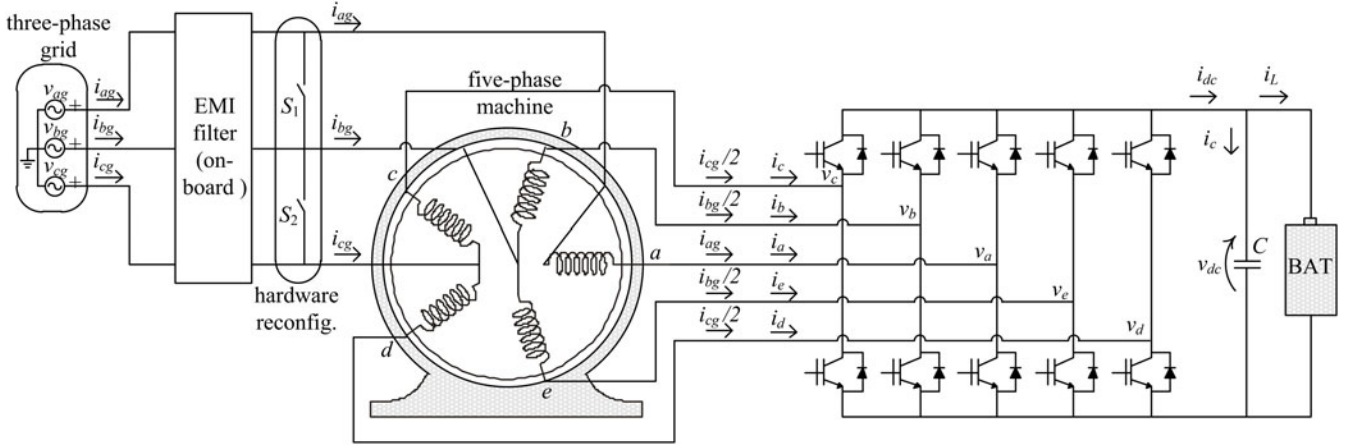 three-phase
grid
v_ag
+
i_ag
v_bg
+
i_bg
v_cg
+
i_cg
EMI
filter
(on-
board )
S_1
S_2
hardware
reconfig.
i_ag
i_bg
i_cg
five-phase
machine
a
b
c
d
e
i_cg/2 i_c
i_bg/2 i_b
i_ag i_a
i_bg/2 i_e
i_cg/2 i_d
v_c
v_b
v_a
v_e
v_d
i_dc
i_L
i_c
v_dc
C
BAT